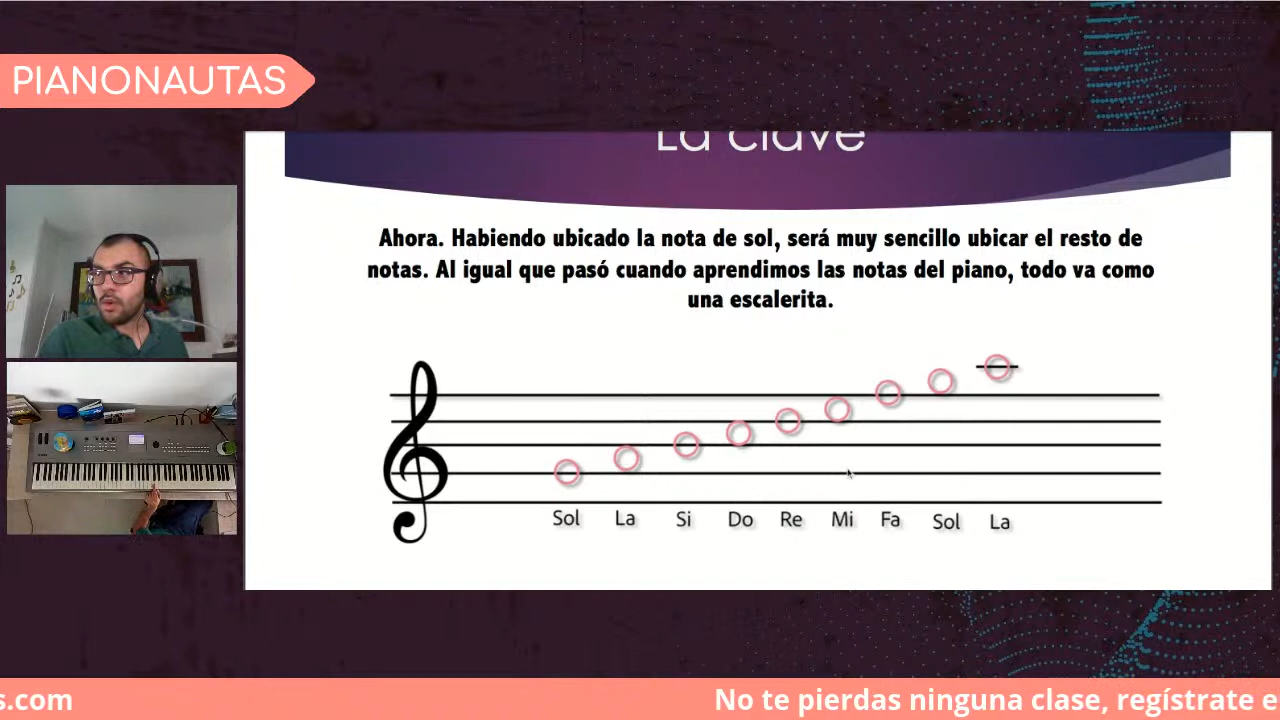 PIANONAUTAS
La clave
Ahora. Habiendo ubicado la nota de sol, será muy sencillo ubicar el resto de
notas. Al igual que pasó cuando aprendimos las notas del piano, todo va como
una escalerita.
Sol La Si Do Re Mi Fa Sol La
s.com No te pierdas ninguna clase, regístrate e